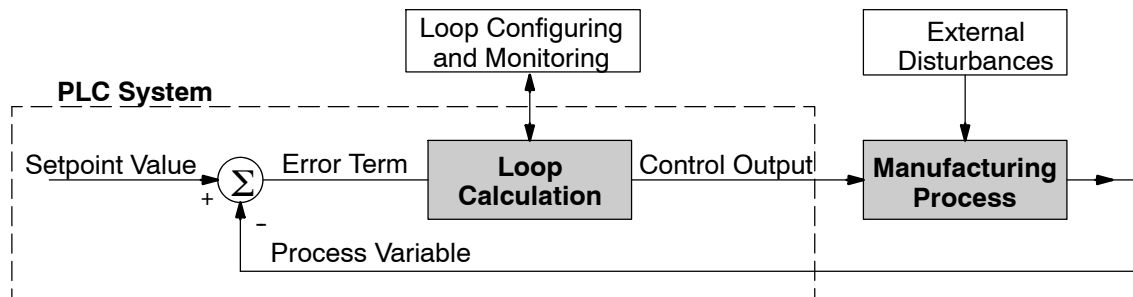 Loop Configuring
and Monitoring
External
Disturbances
PLC System
Setpoint Value
+
Σ
−
Error Term
Loop
Calculation
Control Output
Manufacturing
Process
Process Variable